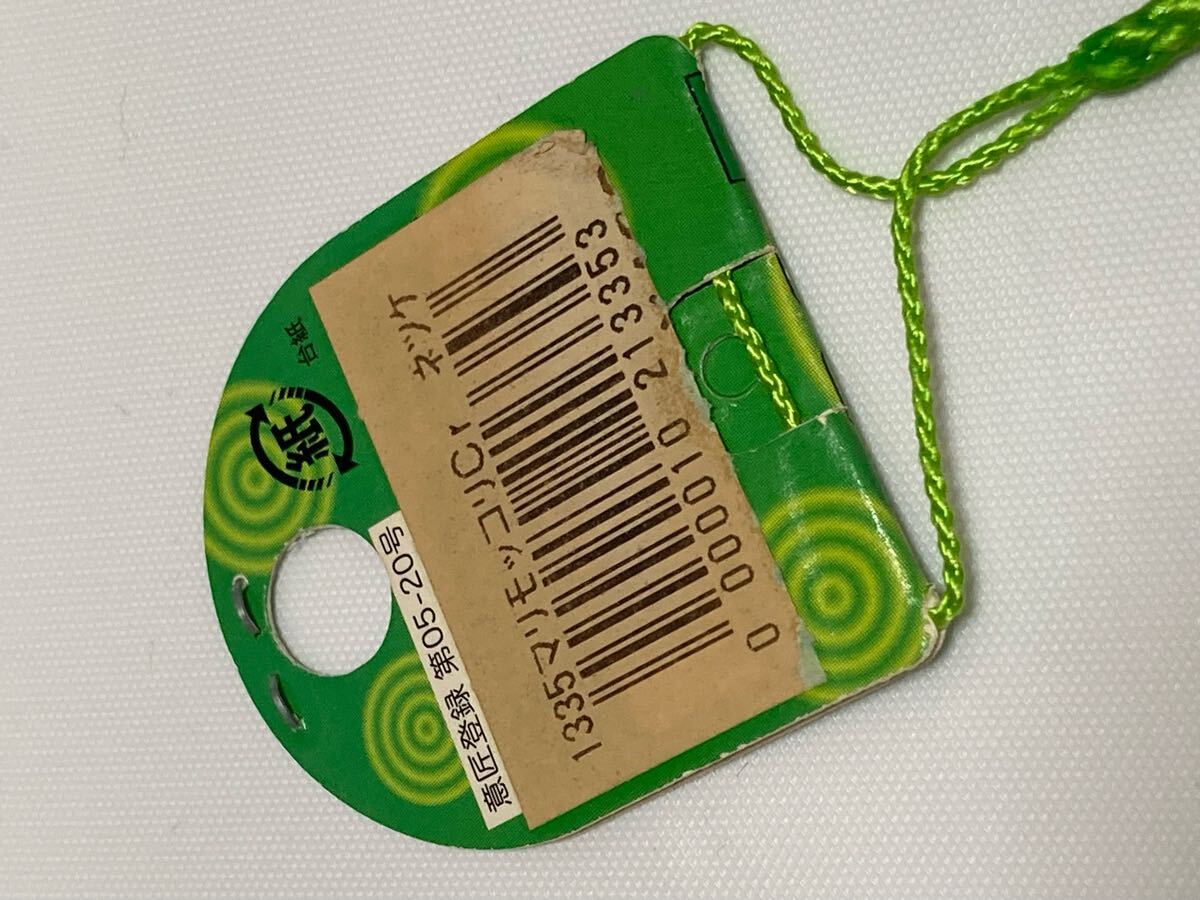 台紙
紙
意匠登録 第05-20号
1335マリモッコリCr
ネツケ
0 000010 213353